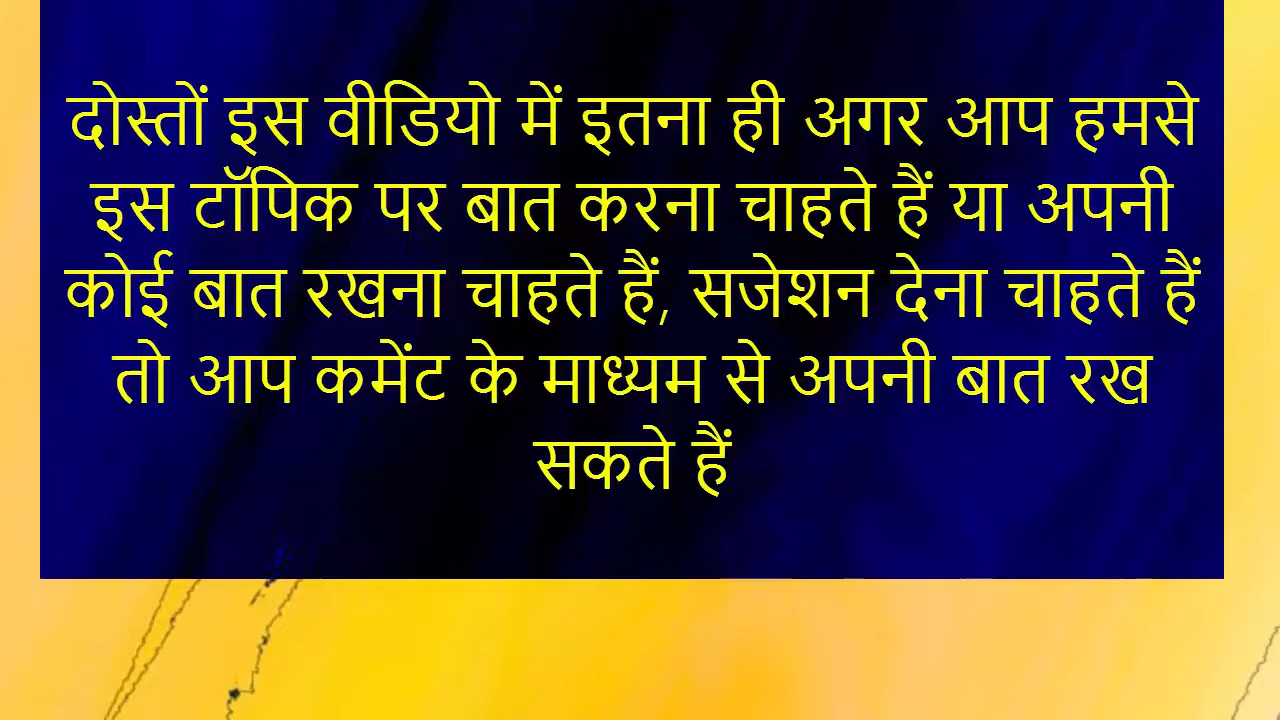 दोस्तों इस वीडियो में इतना ही अगर आप हमसे
इस टॉपिक पर बात करना चाहते हैं या अपनी
कोई बात रखना चाहते हैं, सजेशन देना चाहते हैं
तो आप कमेंट के माध्यम से अपनी बात रख
सकते हैं